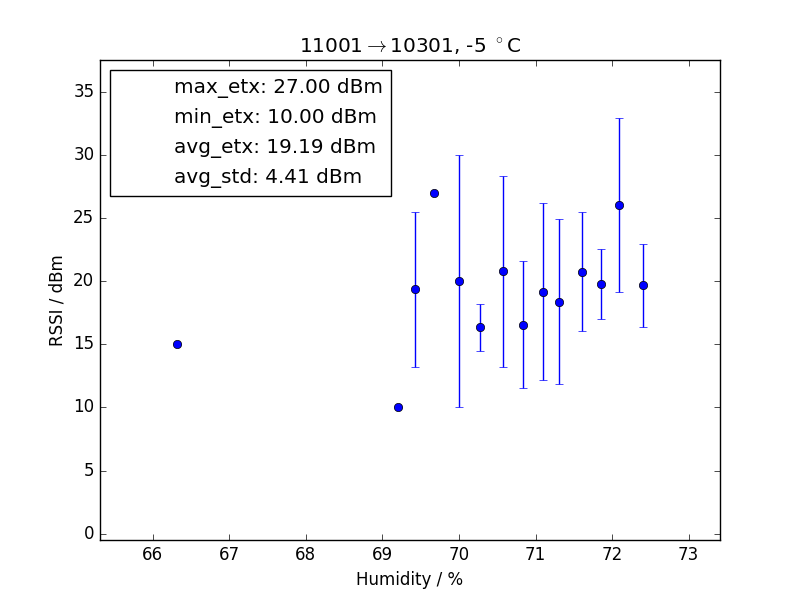 11001→10301, -5 °C
max_etx: 27.00 dBm
min_etx: 10.00 dBm
avg_etx: 19.19 dBm
avg_std: 4.41 dBm
35
30
25
20
15
10
5
0
RSSI / dBm
66 67 68 69 70 71 72 73
Humidity / %